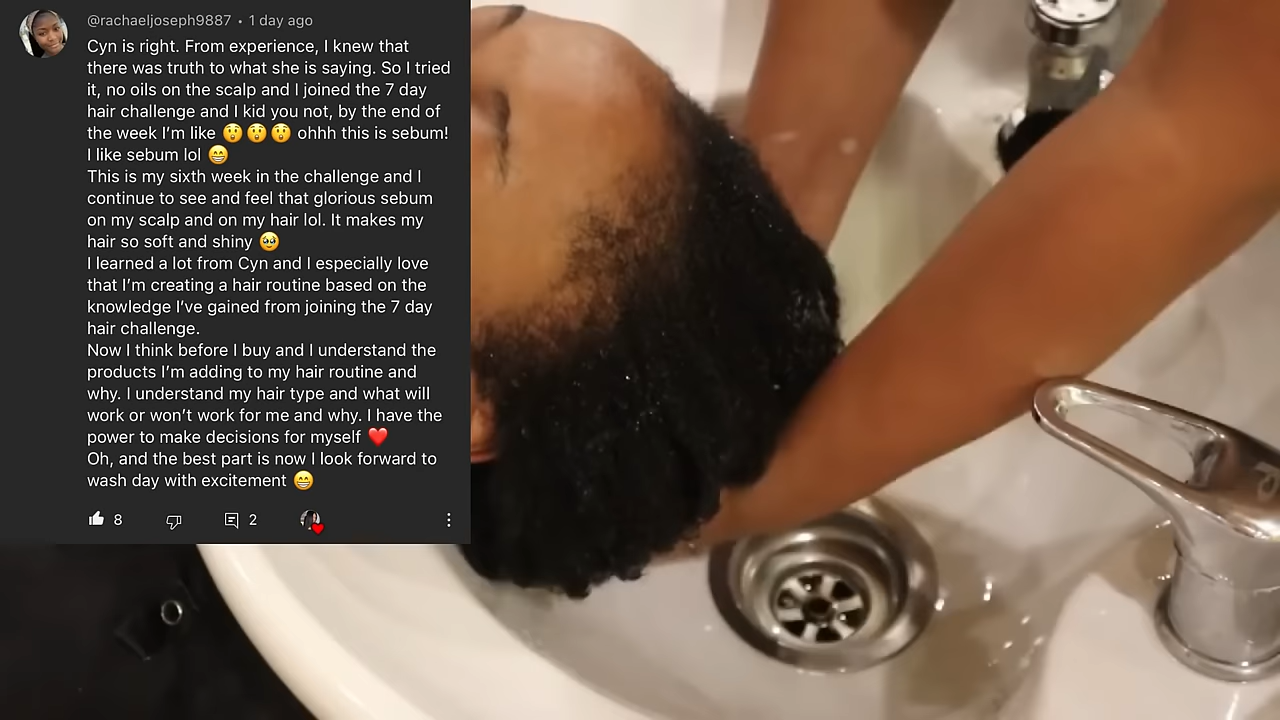 @rachaeljoseph9887 • 1 day ago
Cyn is right. From experience, I knew that
there was truth to what she is saying. So I tried
it, no oils on the scalp and I joined the 7 day
hair challenge and I kid you not, by the end of
the week I’m like 😲😲😲 ohhh this is sebum!
I like sebum lol 😁
This is my sixth week in the challenge and I
continue to see and feel that glorious sebum
on my scalp and on my hair lol. It makes my
hair so soft and shiny 🥹
I learned a lot from Cyn and I especially love
that I’m creating a hair routine based on the
knowledge I’ve gained from joining the 7 day
hair challenge.
Now I think before I buy and I understand the
products I’m adding to my hair routine and
why. I understand my hair type and what will
work or won’t work for me and why. I have the
power to make decisions for myself ❤️
Oh, and the best part is now I look forward to
wash day with excitement 😁
8 2